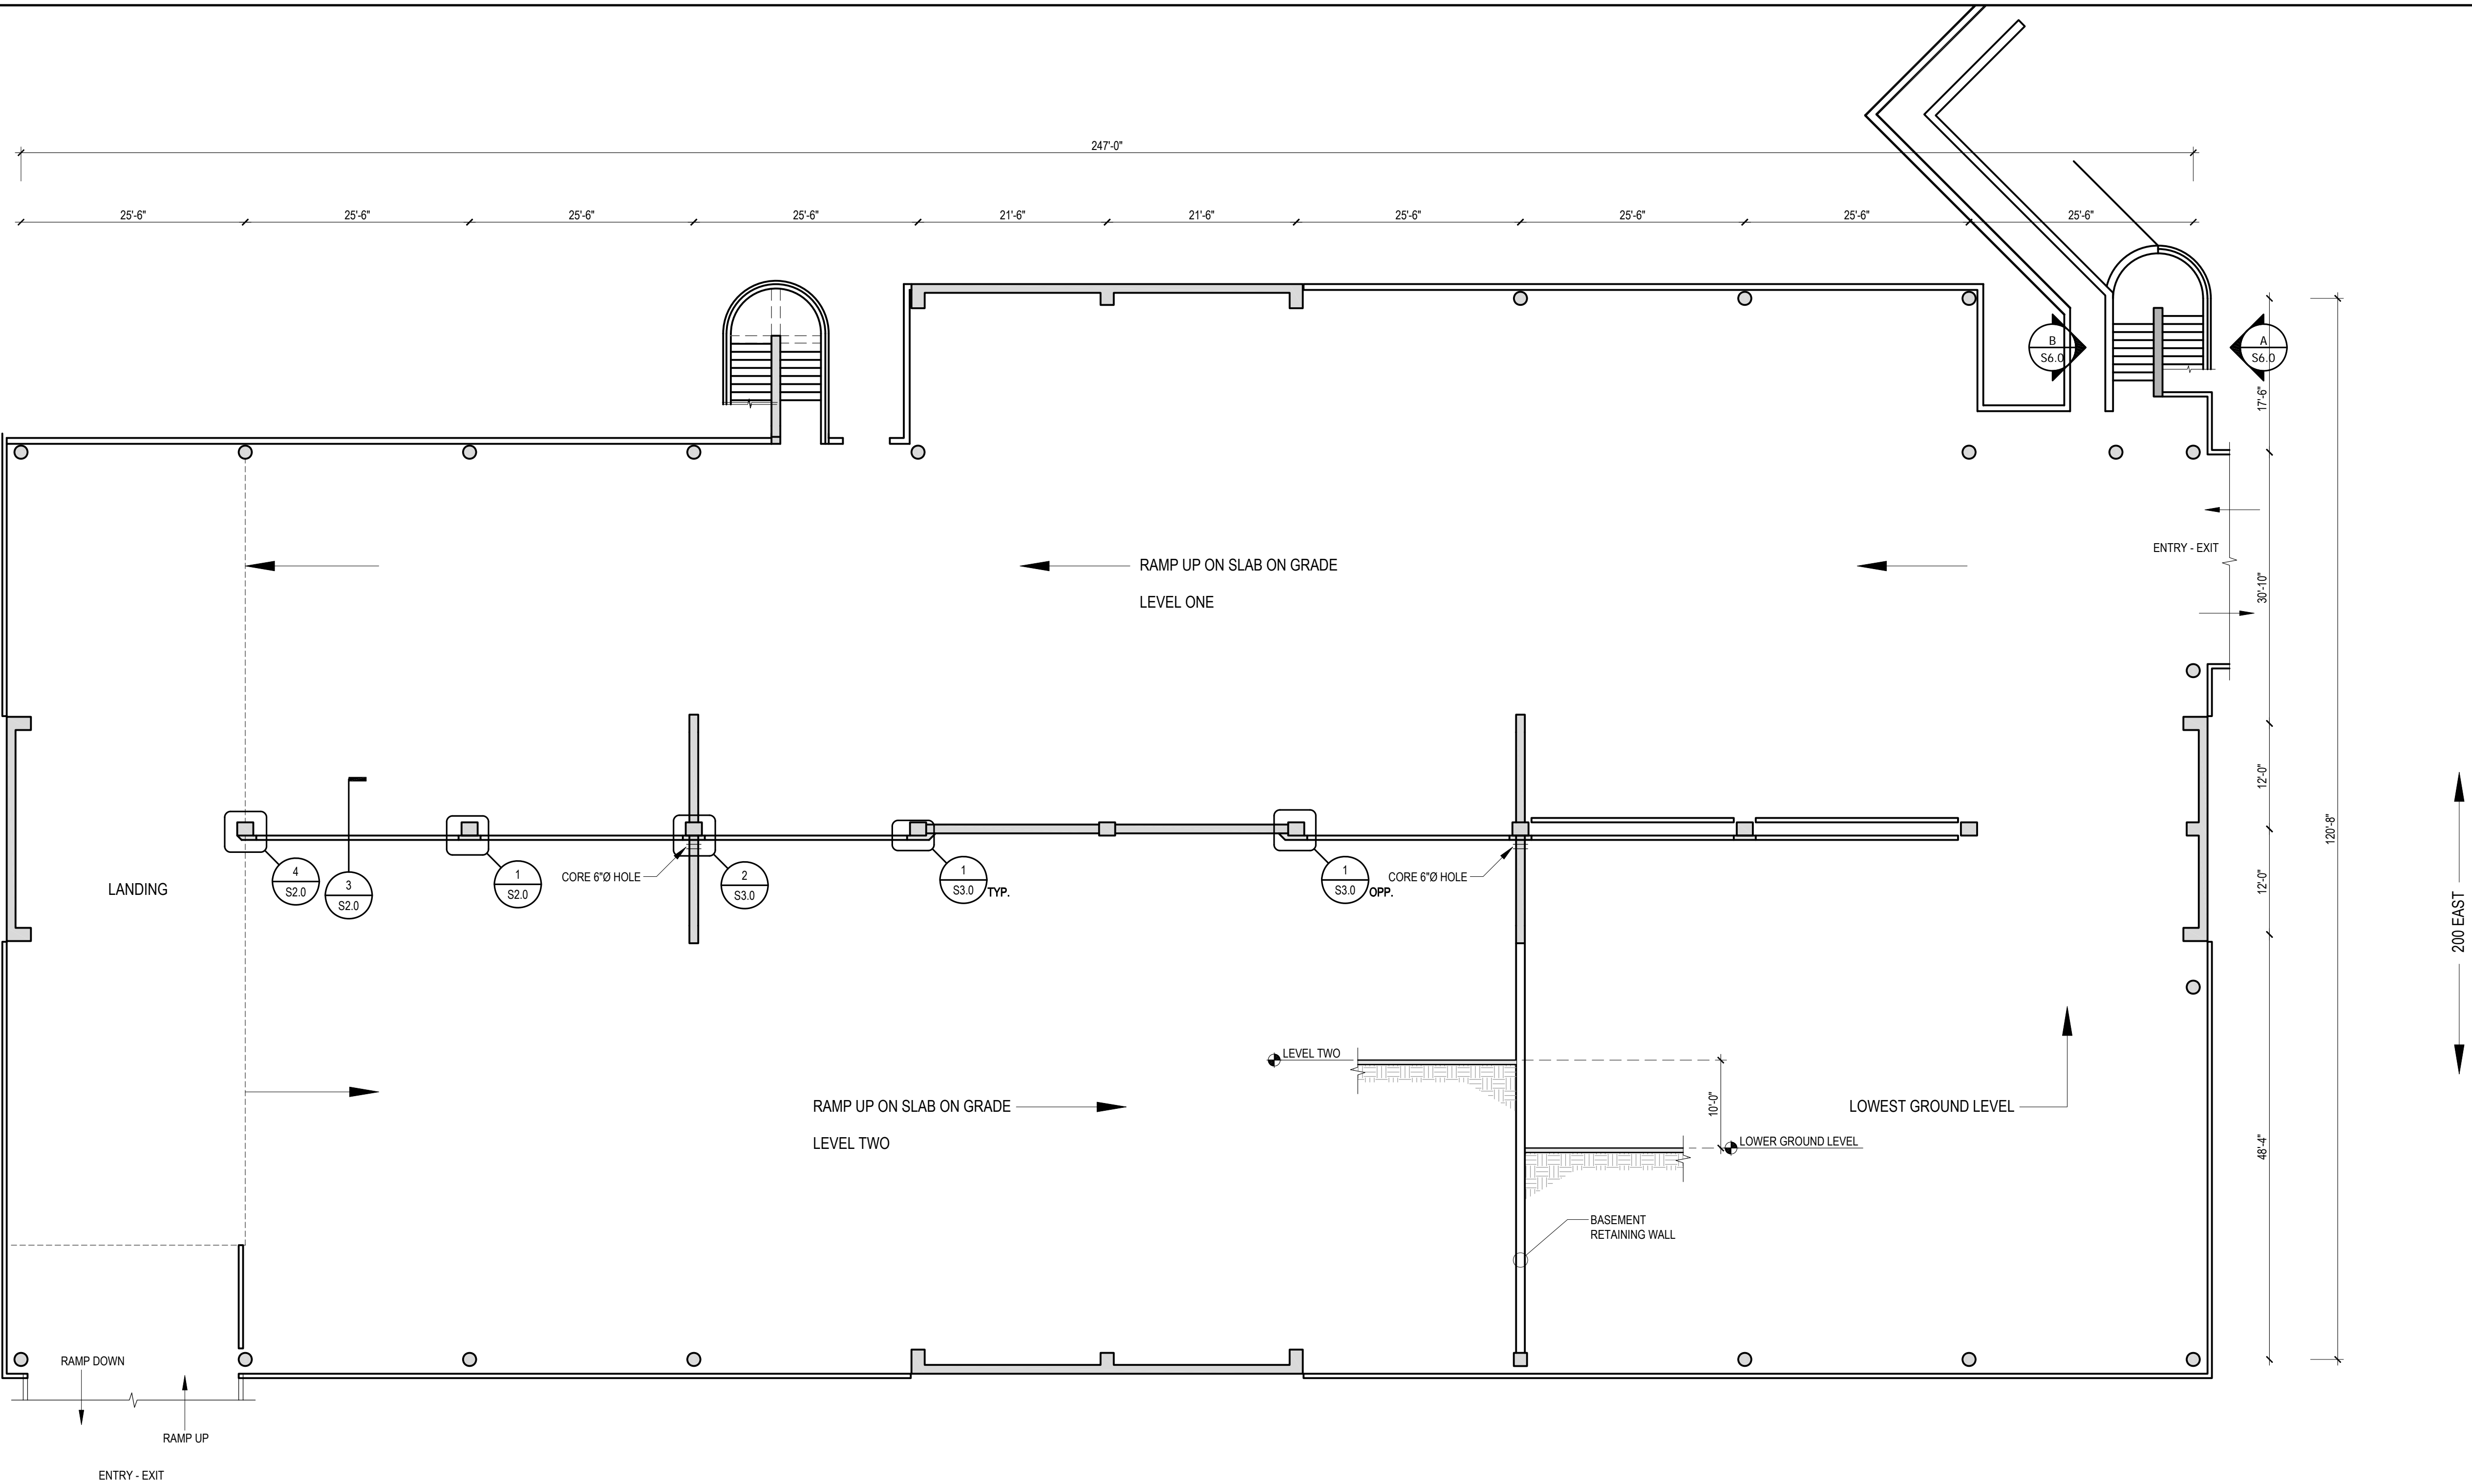 247'-0"
25'-6"
25'-6"
25'-6"
25'-6"
21'-6"
21'-6"
25'-6"
25'-6"
25'-6"
25'-6"
B
S6.0
A
S6.0
17'-6"
ENTRY - EXIT
RAMP UP ON SLAB ON GRADE
LEVEL ONE
30'-10"
12'-0"
120'-8"
LANDING
4
S2.0
3
S2.0
1
S2.0
CORE 6"Ø HOLE
2
S3.0
1
S3.0
TYP.
1
S3.0
OPP.
CORE 6"Ø HOLE
12'-0"
200 EAST
LEVEL TWO
10'-0"
RAMP UP ON SLAB ON GRADE
LEVEL TWO
LOWEST GROUND LEVEL
LOWER GROUND LEVEL
48'-4"
BASEMENT
RETAINING WALL
RAMP DOWN
RAMP UP
ENTRY - EXIT